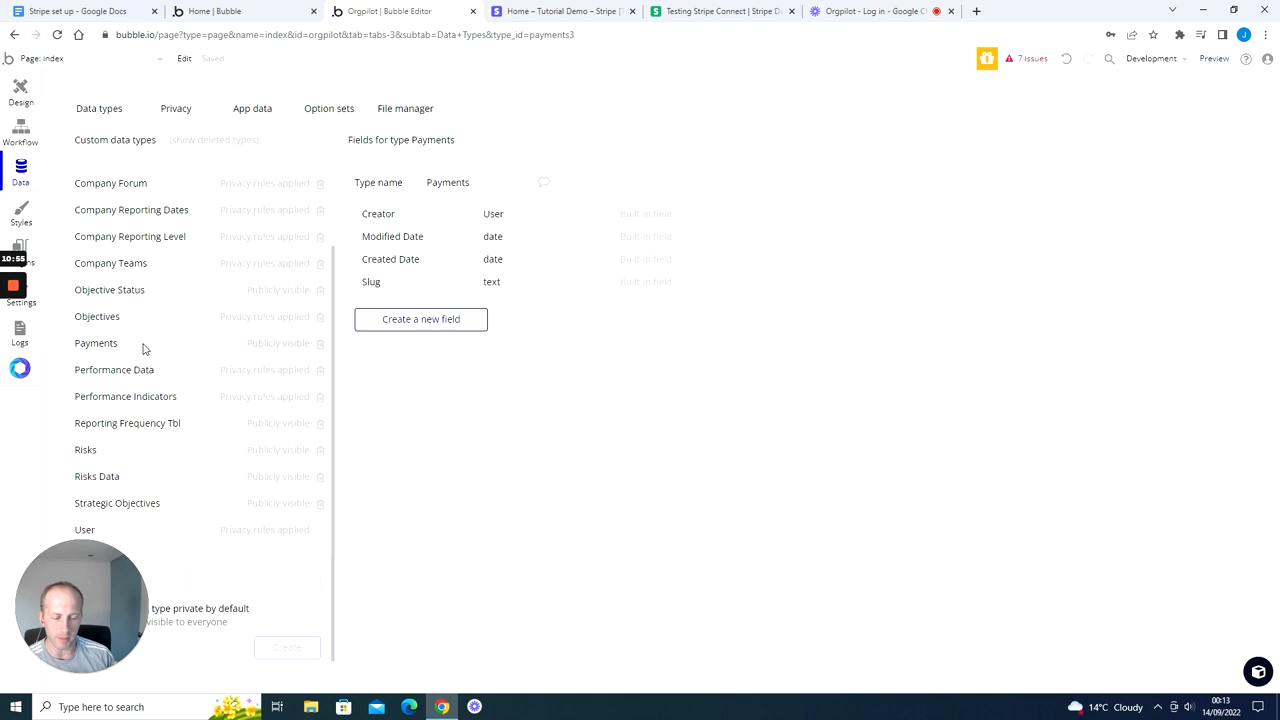 Stripe set up - Google Docs
Home | Bubble
Orgpilot | Bubble Editor
Home – Tutorial Demo – Stripe [T
Testing Stripe Connect | Stripe D
Orgpilot - Log in - Google C
bubble.io/page?type=page&name=index&id=orgpilot&tab=tabs-3&subtab=Data+Types&type_id=payments3
Page: index
Edit
Saved
7 issues
Development
Preview
Design
Workflow
Data
Styles
Settings
Logs
10:55
Data types
Privacy
App data
Option sets
File manager
Custom data types
(show deleted types)
Fields for type Payments
Company Forum Privacy rules applied
Company Reporting Dates Privacy rules applied
Company Reporting Level Privacy rules applied
Company Teams Privacy rules applied
Objective Status Publicly visible
Objectives Privacy rules applied
Payments Publicly visible
Performance Data Privacy rules applied
Performance Indicators Privacy rules applied
Reporting Frequency Tbl Publicly visible
Risks Publicly visible
Risks Data Publicly visible
Strategic Objectives Publicly visible
User Privacy rules applied
type private by default
visible to everyone
Create
Type name Payments
Creator User Built-in field
Modified Date date Built-in field
Created Date date Built-in field
Slug text Built-in field
Create a new field
Type here to search
14°C Cloudy
00:13
14/09/2022